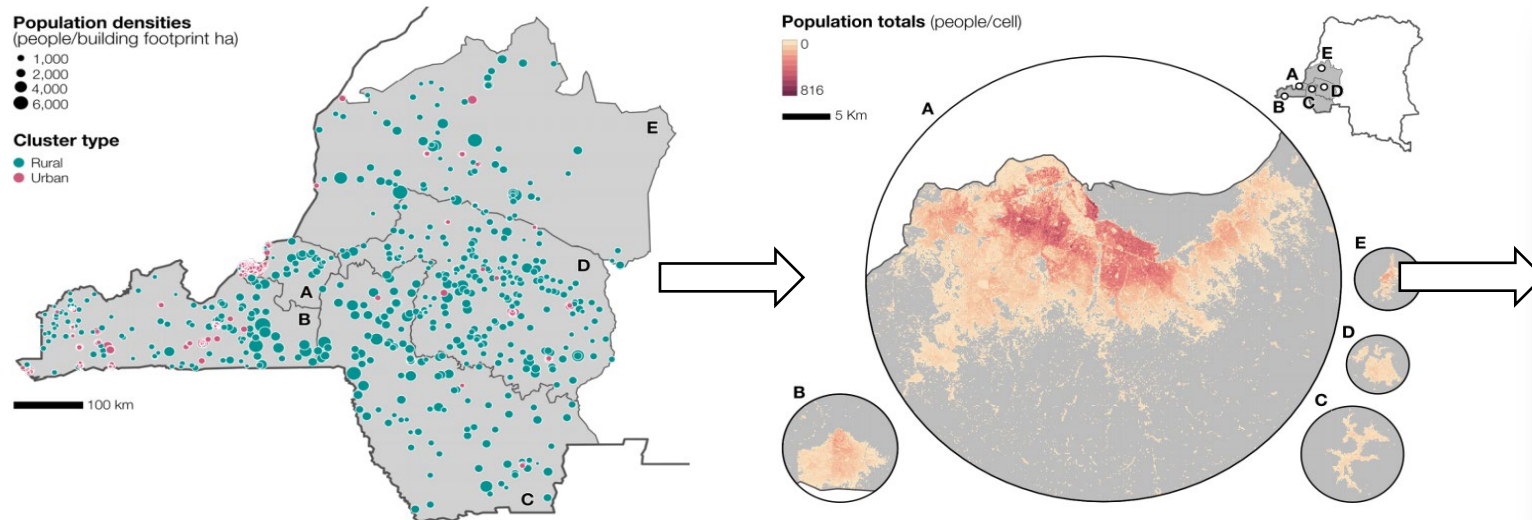 Population densities
(people/building footprint ha)
1,000
2,000
4,000
6,000
Cluster type
Rural
Urban
E
D
A
B
C
100 km
Population totals (people/cell)
0
816
5 Km
A
E
A
B
C
D
E
D
C
B